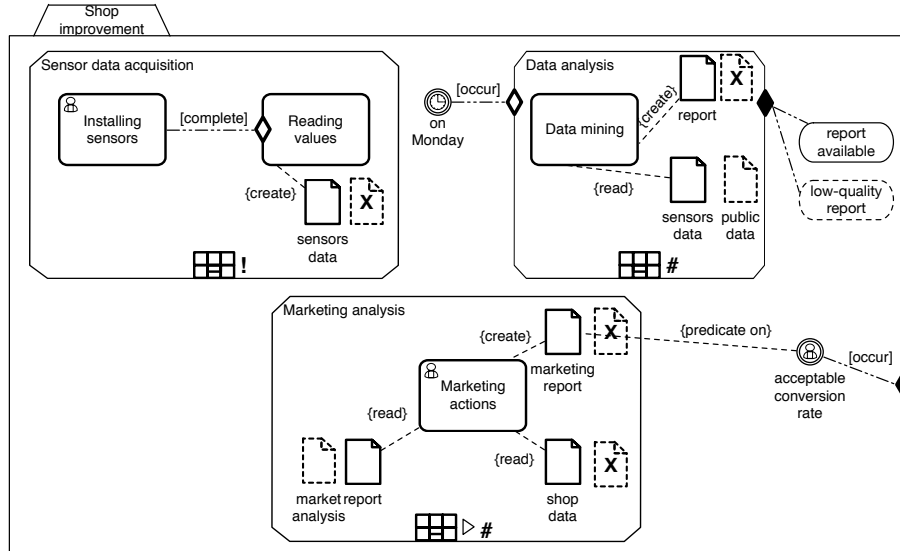 Shop
improvement
Sensor data acquisition
Installing
sensors
[complete]
Reading
values
{create}
X
sensors
data
!
[occur]
on
Monday
Data analysis
Data mining
{create}
report
X
{read}
sensors
data
public
data
#
report
available
low-quality
report
Marketing analysis
{create}
marketing
report
X
{predicate on}
acceptable
conversion
rate
[occur]
Marketing
actions
{read}
market
analysis
report
{read}
shop
data
X
#